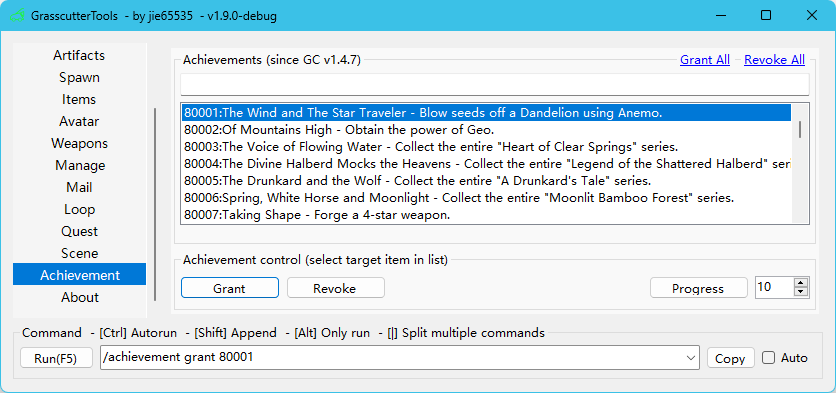 GrasscutterTools - by jie65535 - v1.9.0-debug
Artifacts
Spawn
Items
Avatar
Weapons
Manage
Mail
Loop
Quest
Scene
Achievement
About
Achievements (since GC v1.4.7)
Grant All
Revoke All
80001:The Wind and The Star Traveler - Blow seeds off a Dandelion using Anemo.
80002:Of Mountains High - Obtain the power of Geo.
80003:The Voice of Flowing Water - Collect the entire "Heart of Clear Springs" series.
80004:The Divine Halberd Mocks the Heavens - Collect the entire "Legend of the Shattered Halberd" seri
80005:The Drunkard and the Wolf - Collect the entire "A Drunkard's Tale" series.
80006:Spring, White Horse and Moonlight - Collect the entire "Moonlit Bamboo Forest" series.
80007:Taking Shape - Forge a 4-star weapon.
Achievement control (select target item in list)
Grant
Revoke
Progress
10
Command - [Ctrl] Autorun - [Shift] Append - [Alt] Only run - [|] Split multiple commands
Run(F5)
/achievement grant 80001
Copy
Auto